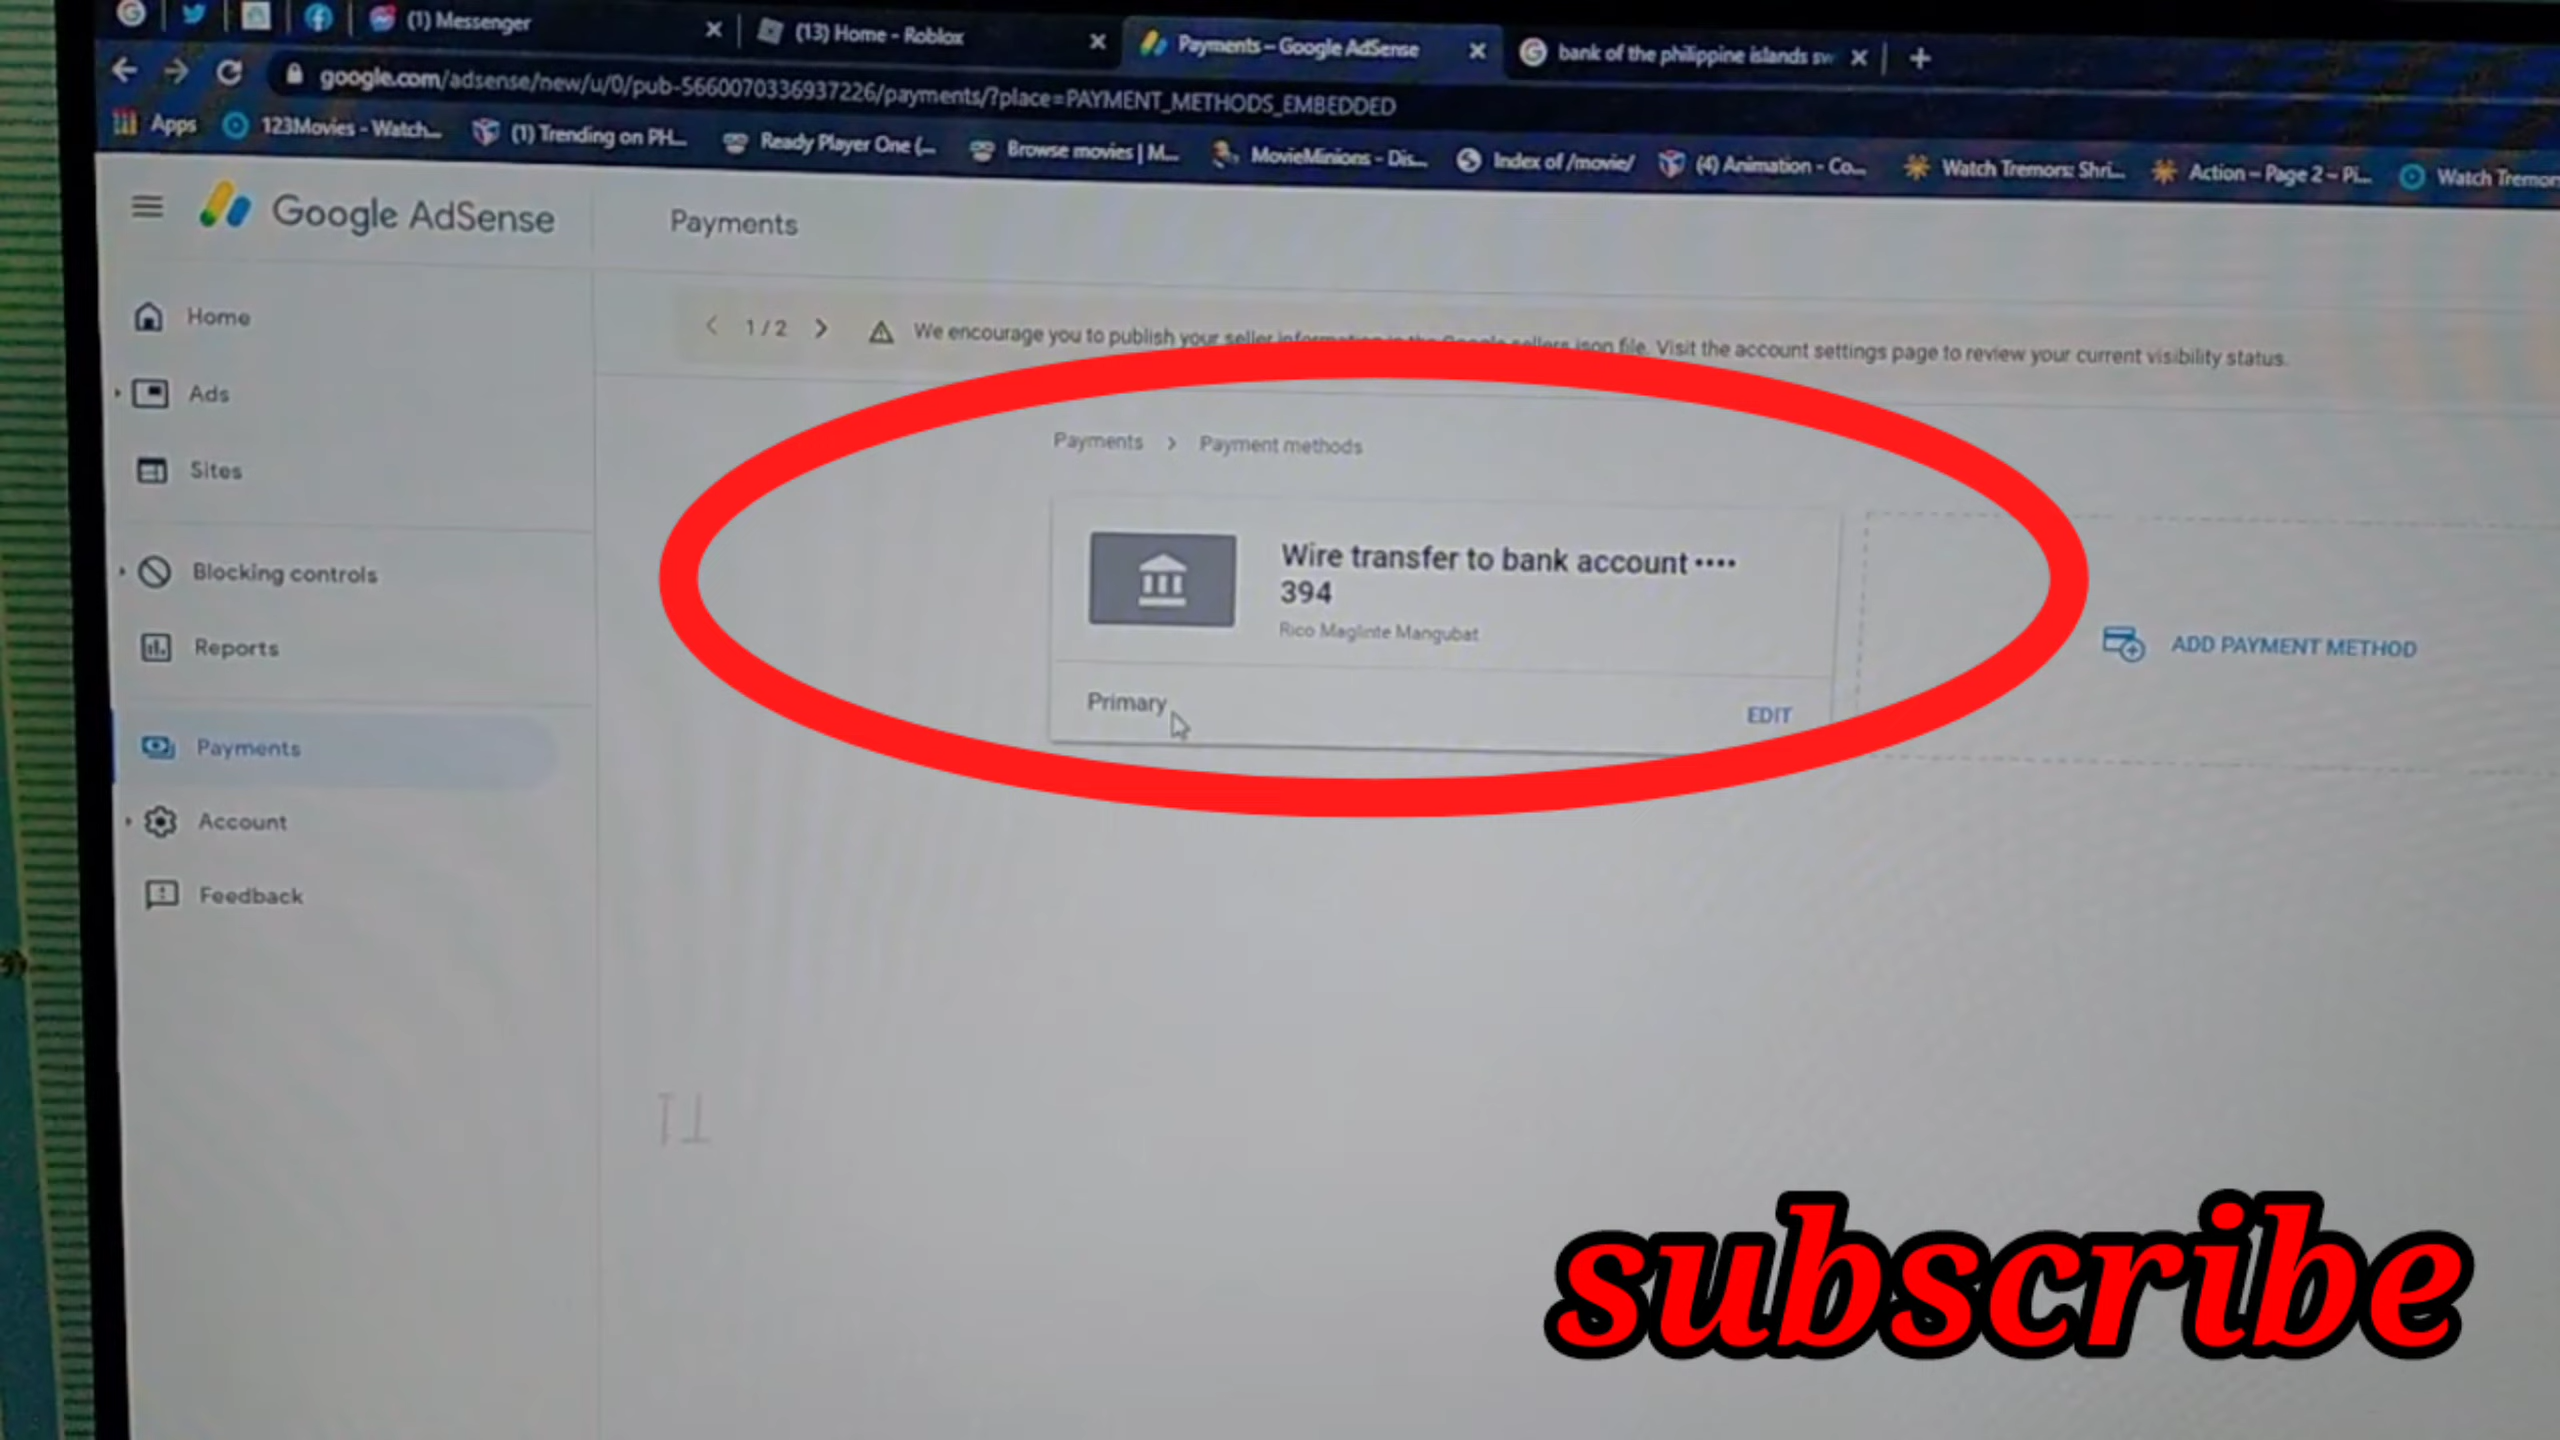 (1) Messenger
(13) Home - Roblox
Payments – Google AdSense
bank of the philippine islands sw
google.com/adsense/new/u/0/pub-5660070336937226/payments/?place=PAYMENT_METHODS_EMBEDDED
Apps
123Movies - Watch...
(1) Trending on PH...
Ready Player One (...
Browse movies | M...
MovieMinions - Dis...
Index of /movie/
(4) Animation - Co...
Watch Tremors: Shri...
Action – Page 2 – Pi...
Watch Tremor
Google AdSense
Payments
Home
Ads
Sites
Blocking controls
Reports
Payments
Account
Feedback
1 / 2
We encourage you to publish your seller information in the Google sellers.json file. Visit the account settings page to review your current visibility status.
Payments > Payment methods
Wire transfer to bank account ••••
394
Rico Maglinte Mangubat
Primary
EDIT
ADD PAYMENT METHOD
subscribe